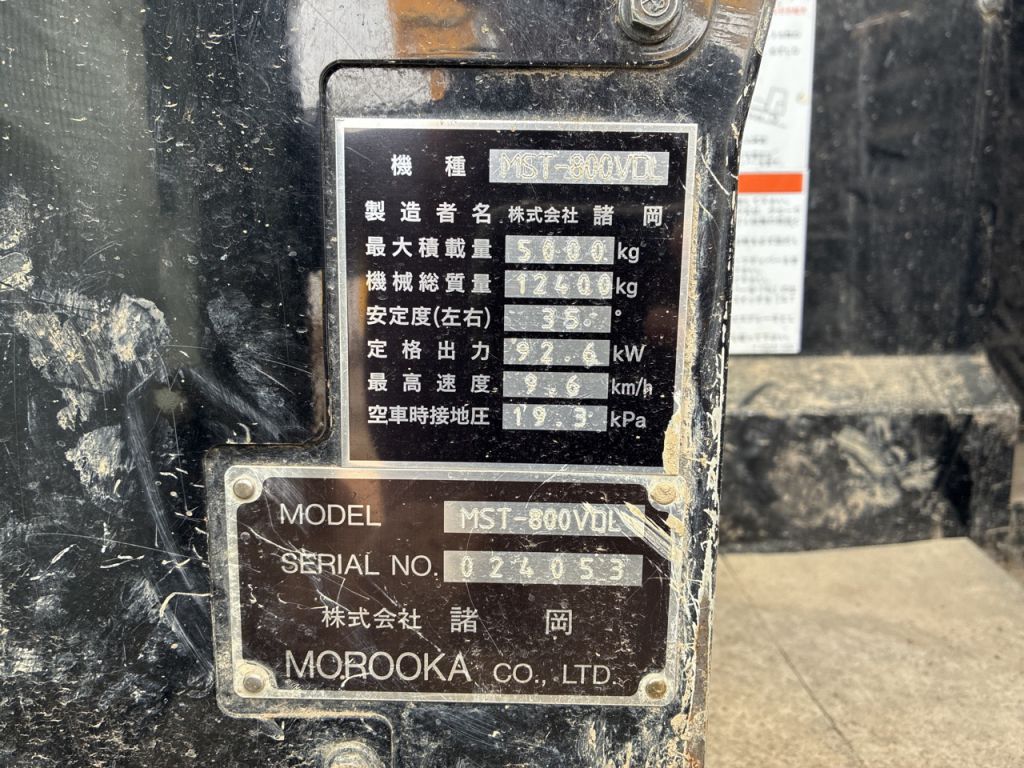 機種 MST-800VDL
製造者名 株式会社 諸岡
最大積載量 5000 kg
機械総質量 12400 kg
安定度(左右) 35 °
定格出力 92.6 kW
最高速度 9.6 km/h
空車時接地圧 19.3 kPa
MODEL MST-800VDL
SERIAL NO. 024053
株式会社 諸岡
MOROOKA CO., LTD.